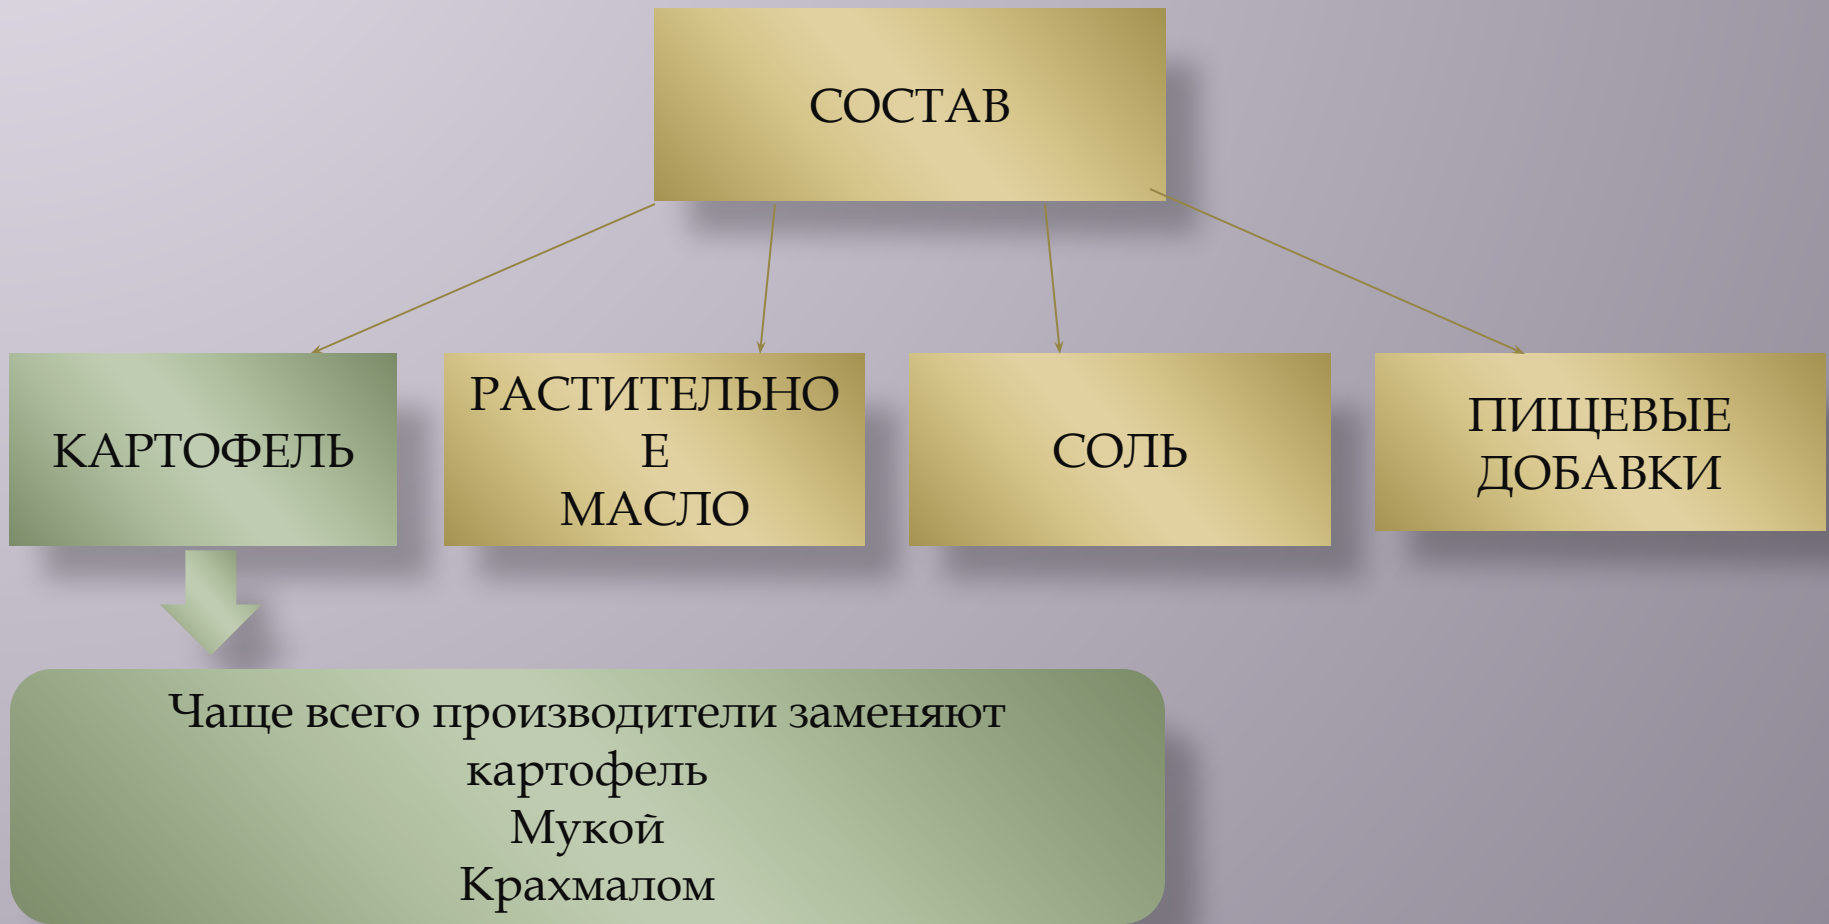 СОСТАВ
КАРТОФЕЛЬ
РАСТИТЕЛЬНО
Е
МАСЛО
СОЛЬ
ПИЩЕВЫЕ
ДОБАВКИ
Чаще всего производители заменяют
картофель
Мукой
Крахмалом